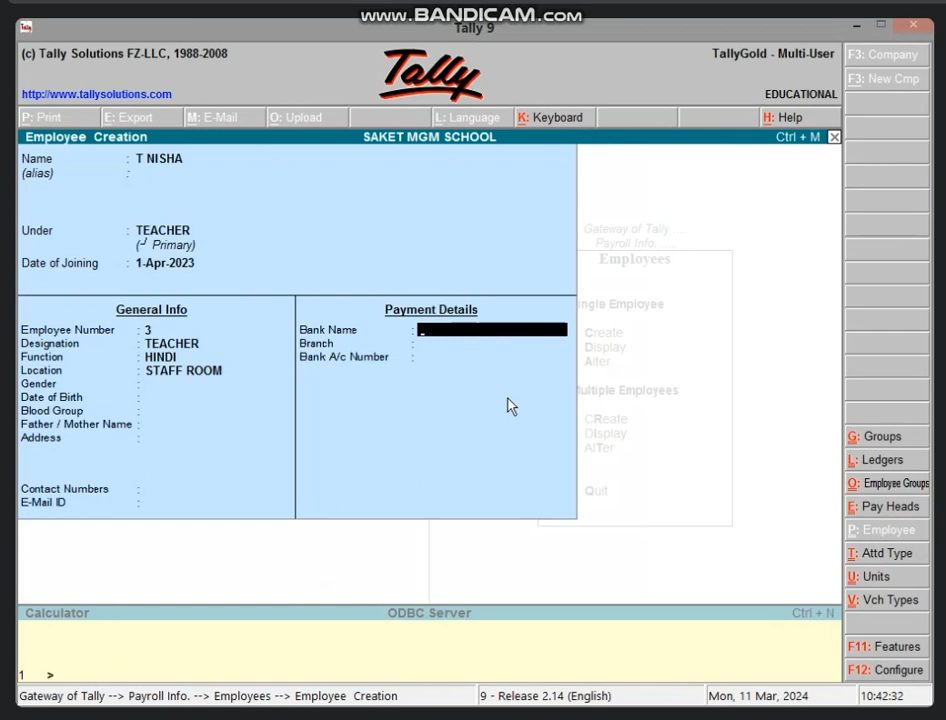 WWW.BANDICAM.COM
Tally 9
(c) Tally Solutions FZ-LLC, 1988-2008
TallyGold - Multi-User
Tally
http://www.tallysolutions.com
EDUCATIONAL
P: Print
E: Export
M: E-Mail
O: Upload
L: Language
K: Keyboard
H: Help
Employee Creation
SAKET MGM SCHOOL
Ctrl + M
Name : T NISHA
(alias) :
Under : TEACHER
(┘ Primary)
Date of Joining : 1-Apr-2023
General Info
Employee Number : 3
Designation : TEACHER
Function : HINDI
Location : STAFF ROOM
Gender :
Date of Birth :
Blood Group :
Father / Mother Name :
Address :
Contact Numbers :
E-Mail ID :
Payment Details
Bank Name :
Branch :
Bank A/c Number :
Gateway of Tally ....
Payroll Info. ......
Employees
ingle Employee
Create
Display
Alter
ultiple Employees
CReate
DIsplay
AlTer
Quit
F3: Company
F3: New Cmp
G: Groups
L: Ledgers
O: Employee Groups
E: Pay Heads
P: Employee
T: Attd Type
U: Units
V: Vch Types
F11: Features
F12: Configure
Calculator
ODBC Server
Ctrl + N
1 >
Gateway of Tally --> Payroll Info. --> Employees --> Employee Creation
9 - Release 2.14 (English)
Mon, 11 Mar, 2024
10:42:32